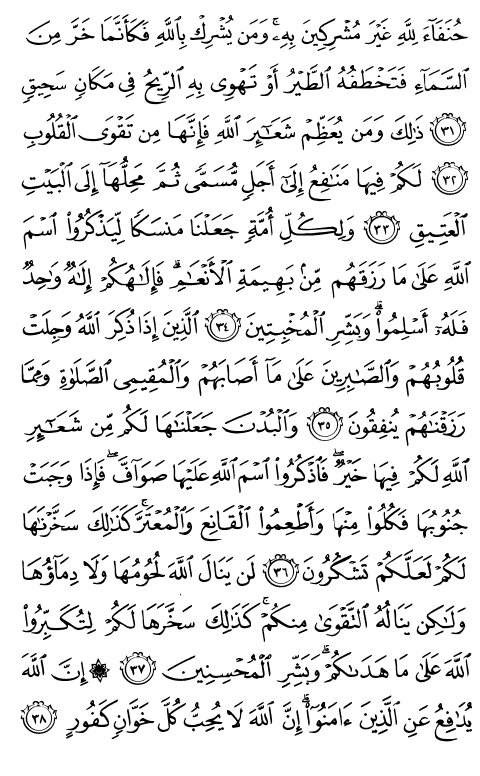 حُنَفَآءَ لِلَّهِ غَيْرَ مُشْرِكِينَ بِهِۦ ۚ وَمَن يُشْرِكْ بِٱللَّهِ فَكَأَنَّمَا خَرَّ مِنَ
ٱلسَّمَآءِ فَتَخْطَفُهُ ٱلطَّيْرُ أَوْ تَهْوِى بِهِ ٱلرِّيحُ فِى مَكَانٍ سَحِيقٍ
﴿٣١﴾ ذَٰلِكَ وَمَن يُعَظِّمْ شَعَـٰٓئِرَ ٱللَّهِ فَإِنَّهَا مِن تَقْوَى ٱلْقُلُوبِ
﴿٣٢﴾ لَكُمْ فِيهَا مَنَـٰفِعُ إِلَىٰٓ أَجَلٍ مُّسَمًّى ثُمَّ مَحِلُّهَآ إِلَى ٱلْبَيْتِ
ٱلْعَتِيقِ ﴿٣٣﴾ وَلِكُلِّ أُمَّةٍ جَعَلْنَا مَنسَكًا لِّيَذْكُرُوا۟ ٱسْمَ
ٱللَّهِ عَلَىٰ مَا رَزَقَهُم مِّنۢ بَهِيمَةِ ٱلْأَنْعَـٰمِ ۗ فَإِلَـٰهُكُمْ إِلَـٰهٌ وَٰحِدٌ
فَلَهُۥٓ أَسْلِمُوا۟ ۗ وَبَشِّرِ ٱلْمُخْبِتِينَ ﴿٣٤﴾ ٱلَّذِينَ إِذَا ذُكِرَ ٱللَّهُ وَجِلَتْ
قُلُوبُهُمْ وَٱلصَّـٰبِرِينَ عَلَىٰ مَآ أَصَابَهُمْ وَٱلْمُقِيمِى ٱلصَّلَوٰةِ وَمِمَّا
رَزَقْنَـٰهُمْ يُنفِقُونَ ﴿٣٥﴾ وَٱلْبُدْنَ جَعَلْنَـٰهَا لَكُم مِّن شَعَـٰٓئِرِ
ٱللَّهِ لَكُمْ فِيهَا خَيْرٌ ۖ فَٱذْكُرُوا۟ ٱسْمَ ٱللَّهِ عَلَيْهَا صَوَآفَّ ۖ فَإِذَا وَجَبَتْ
جُنُوبُهَا فَكُلُوا۟ مِنْهَا وَأَطْعِمُوا۟ ٱلْقَانِعَ وَٱلْمُعْتَرَّ ۚ كَذَٰلِكَ سَخَّرْنَـٰهَا
لَكُمْ لَعَلَّكُمْ تَشْكُرُونَ ﴿٣٦﴾ لَن يَنَالَ ٱللَّهَ لُحُومُهَا وَلَا دِمَآؤُهَا
وَلَـٰكِن يَنَالُهُ ٱلتَّقْوَىٰ مِنكُمْ ۚ كَذَٰلِكَ سَخَّرَهَا لَكُمْ لِتُكَبِّرُوا۟
ٱللَّهَ عَلَىٰ مَا هَدَىٰكُمْ ۗ وَبَشِّرِ ٱلْمُحْسِنِينَ ﴿٣٧﴾ ۞ إِنَّ ٱللَّهَ
يُدَٰفِعُ عَنِ ٱلَّذِينَ ءَامَنُوٓا۟ ۗ إِنَّ ٱللَّهَ لَا يُحِبُّ كُلَّ خَوَّانٍ كَفُورٍ ﴿٣٨﴾